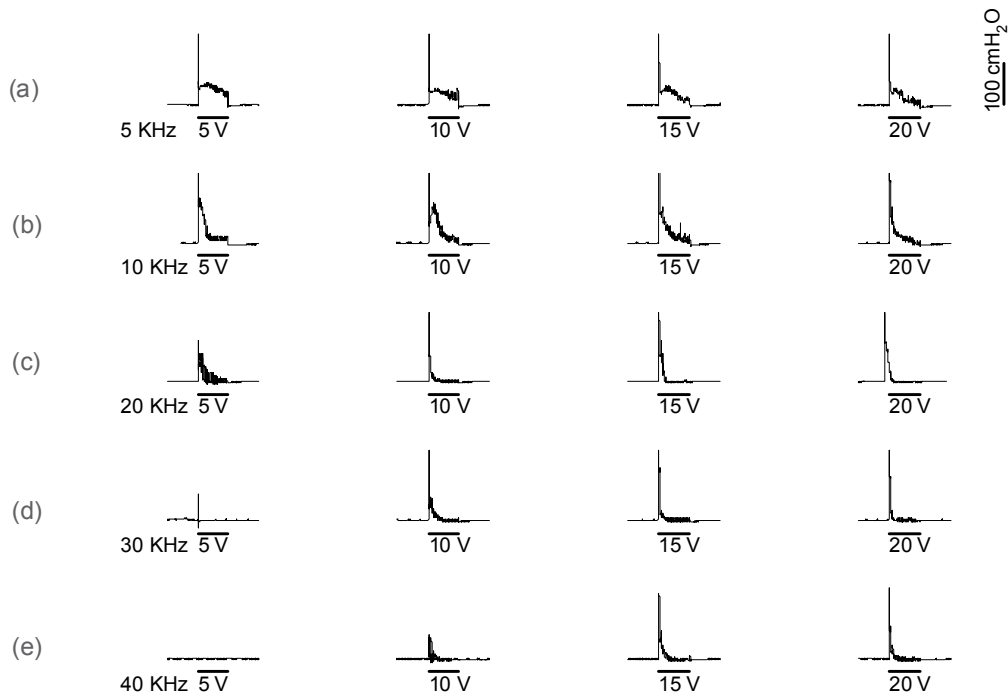 100 cmH₂O
(a)
5 KHz 5 V 10 V 15 V 20 V
(b)
10 KHz 5 V 10 V 15 V 20 V
(c)
20 KHz 5 V 10 V 15 V 20 V
(d)
30 KHz 5 V 10 V 15 V 20 V
(e)
40 KHz 5 V 10 V 15 V 20 V